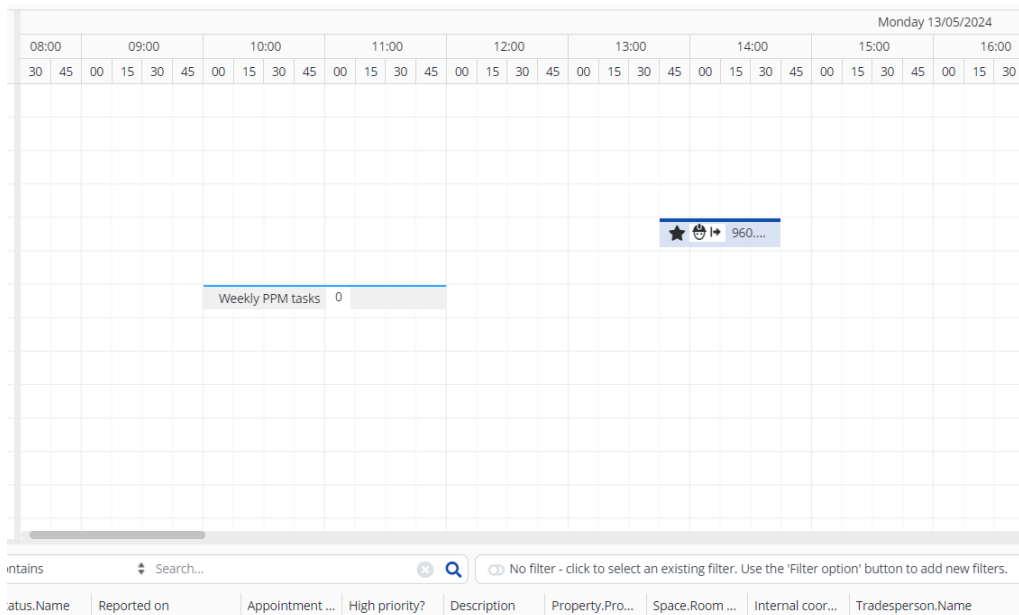 Monday 13/05/2024
08:00 09:00 10:00 11:00 12:00 13:00 14:00 15:00 16:00
30 45 00 15 30 45 00 15 30 45 00 15 30 45 00 15 30 45 00 15 30 45 00 15 30 45 00 15 30 45 00 15 30
960....
Weekly PPM tasks 0
ntains Search... No filter - click to select an existing filter. Use the 'Filter option' button to add new filters.
atus.Name Reported on Appointment ... High priority? Description Property.Pro... Space.Room ... Internal coor... Tradesperson.Name